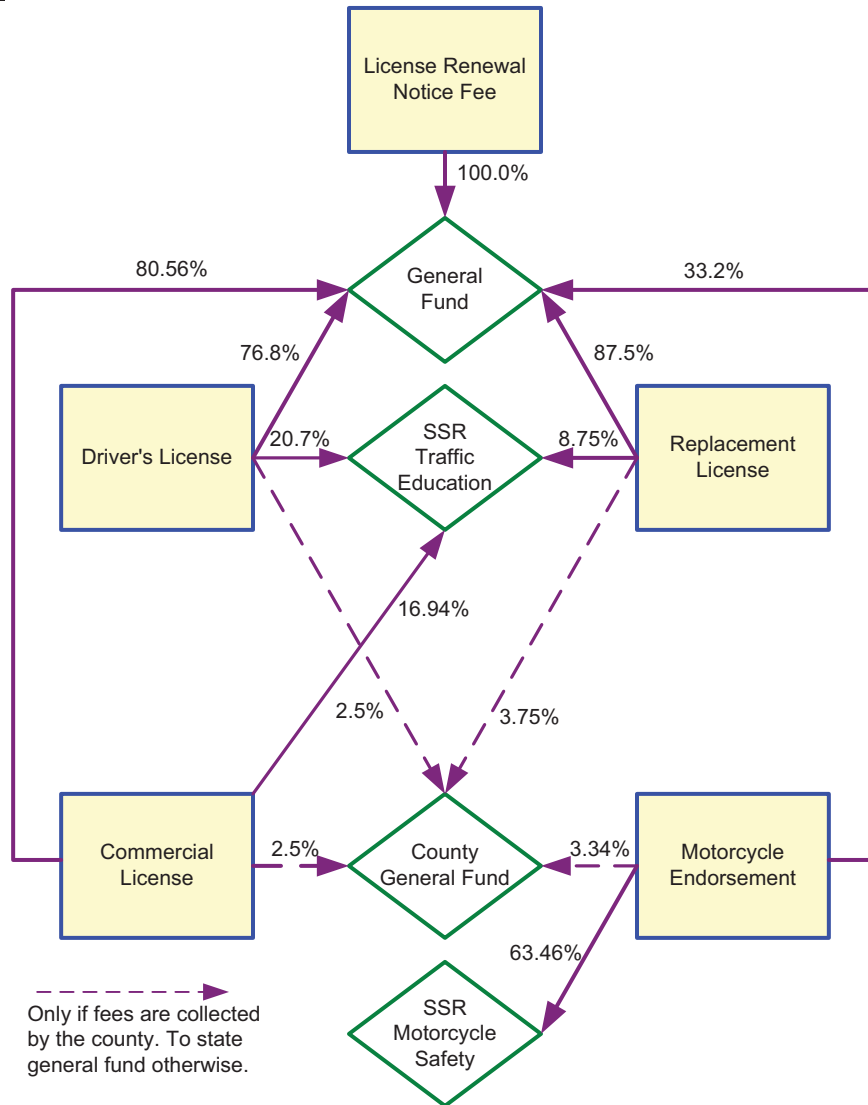 License Renewal
Notice Fee
100.0%
80.56%
General
Fund
33.2%
76.8%
87.5%
Driver's License
20.7%
SSR
Traffic
Education
8.75%
Replacement
License
16.94%
2.5%
3.75%
Commercial
License
2.5%
County
General Fund
3.34%
Motorcycle
Endorsement
63.46%
SSR
Motorcycle
Safety
Only if fees are collected
by the county. To state
general fund otherwise.